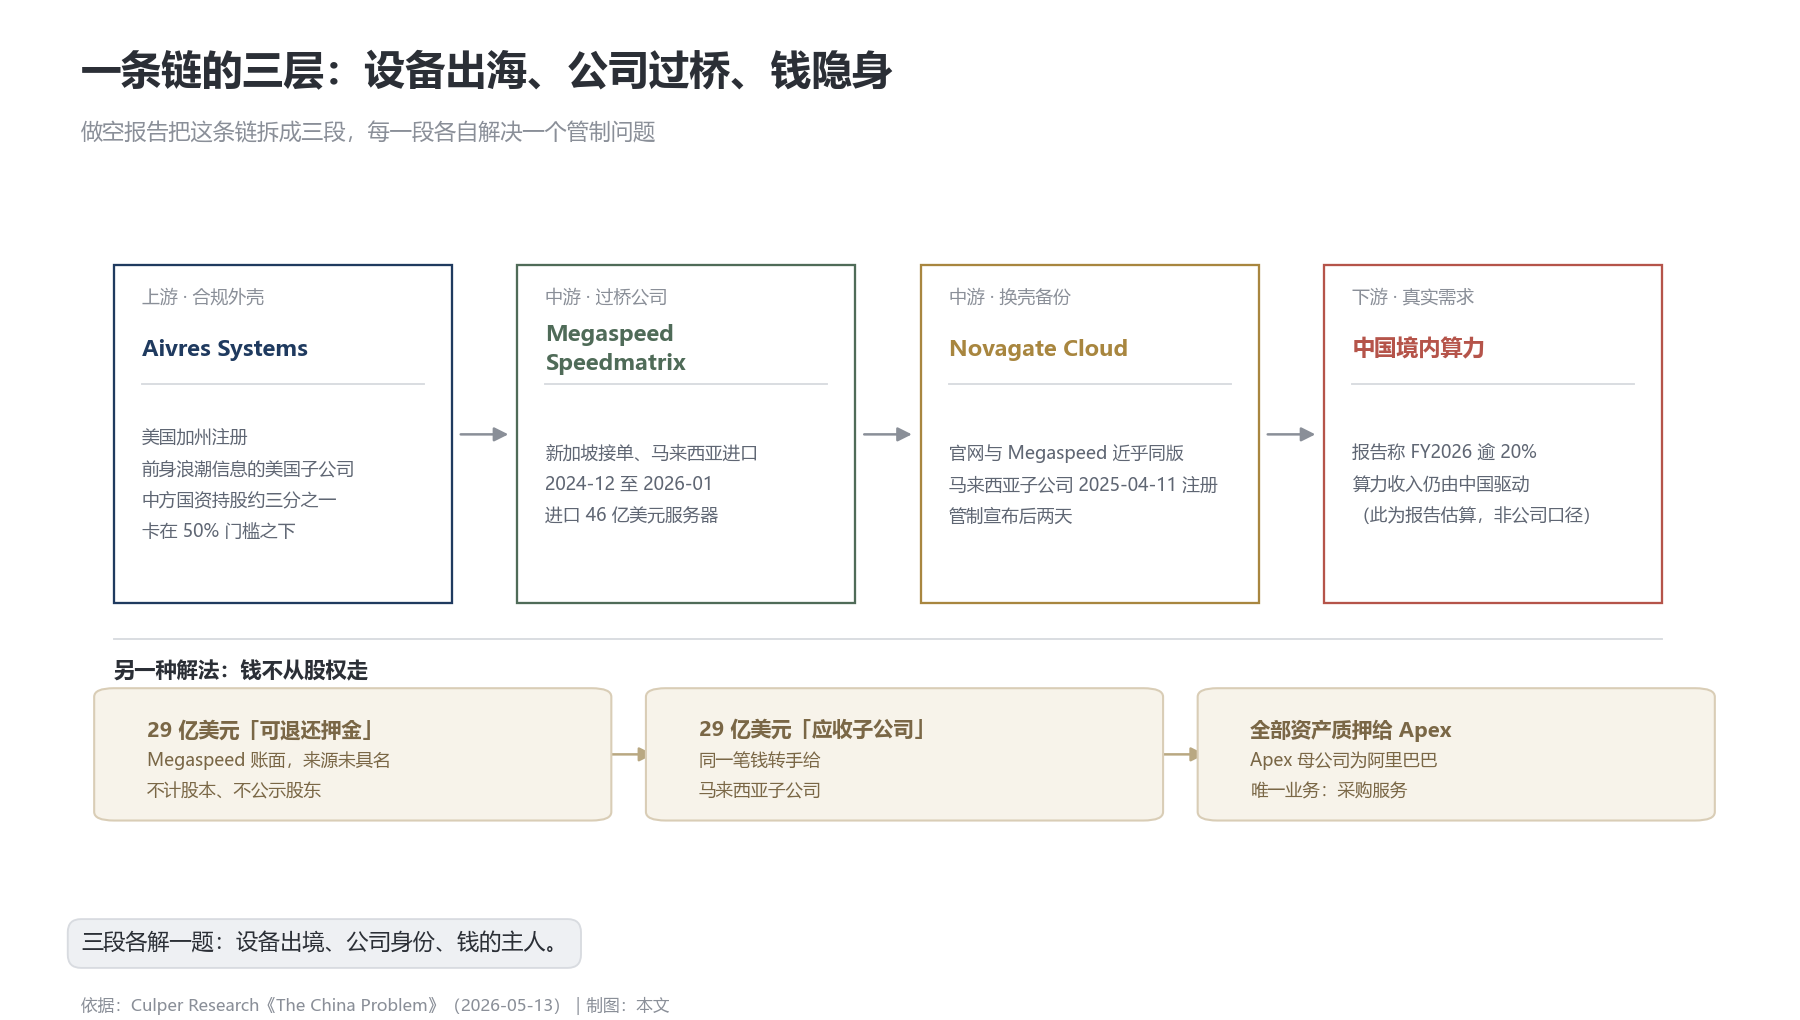 一条链的三层：设备出海、公司过桥、钱隐身
做空报告把这条链拆成三段，每一段各自解决一个管制问题
上游 · 合规外壳
Aivres Systems
美国加州注册
前身浪潮信息的美国子公司
中方国资持股约三分之一
卡在 50% 门槛之下
中游 · 过桥公司
Megaspeed
Speedmatrix
新加坡接单、马来西亚进口
2024-12 至 2026-01
进口 46 亿美元服务器
中游 · 换壳备份
Novagate Cloud
官网与 Megaspeed 近乎同版
马来西亚子公司 2025-04-11 注册
管制宣布后两天
下游 · 真实需求
中国境内算力
报告称 FY2026 逾 20%
算力收入仍由中国驱动
（此为报告估算，非公司口径）
另一种解法：钱不从股权走
29 亿美元「可退还押金」
Megaspeed 账面，来源未具名
不计股本、不公示股东
29 亿美元「应收子公司」
同一笔钱转手给
马来西亚子公司
全部资产质押给 Apex
Apex 母公司为阿里巴巴
唯一业务：采购服务
三段各解一题：设备出境、公司身份、钱的主人。
依据：Culper Research《The China Problem》（2026-05-13）｜制图：本文